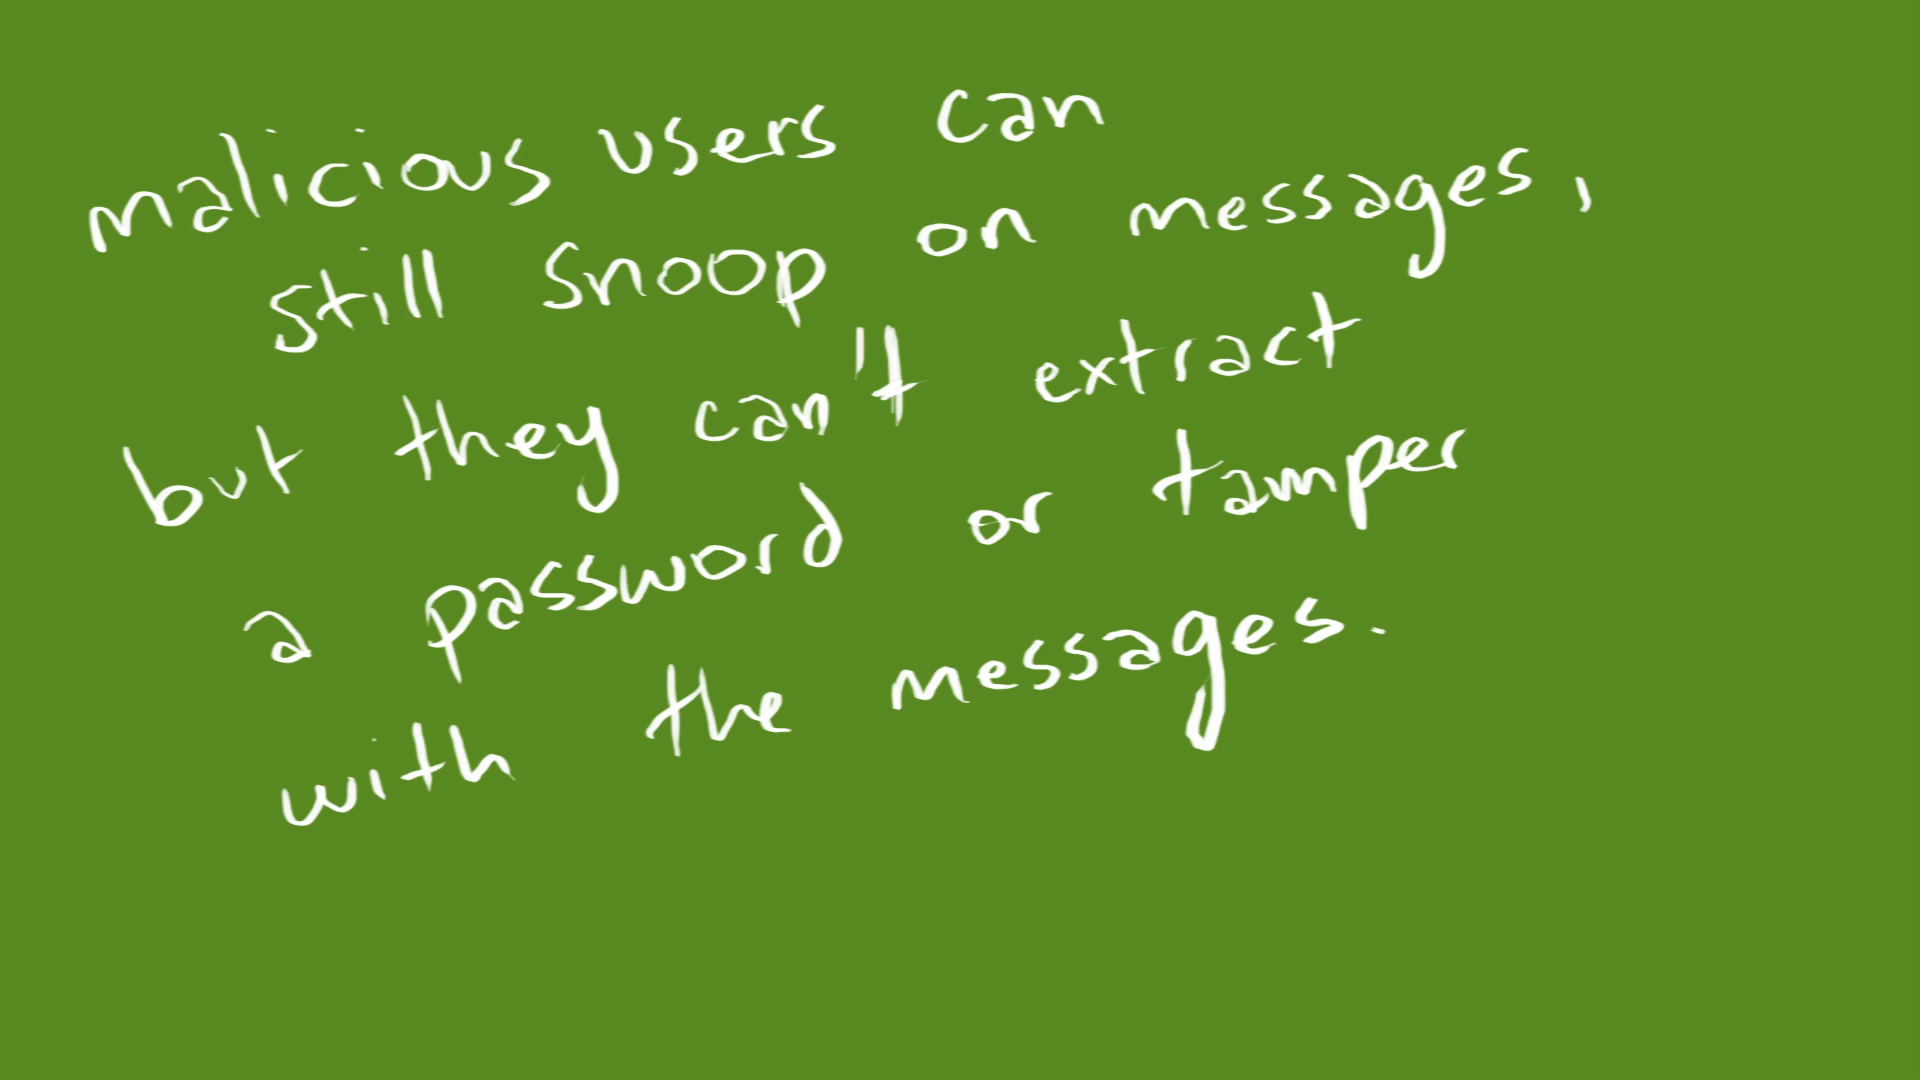 malicious users can
still snoop on messages,
but they can't extract
a password or tamper
with the messages.